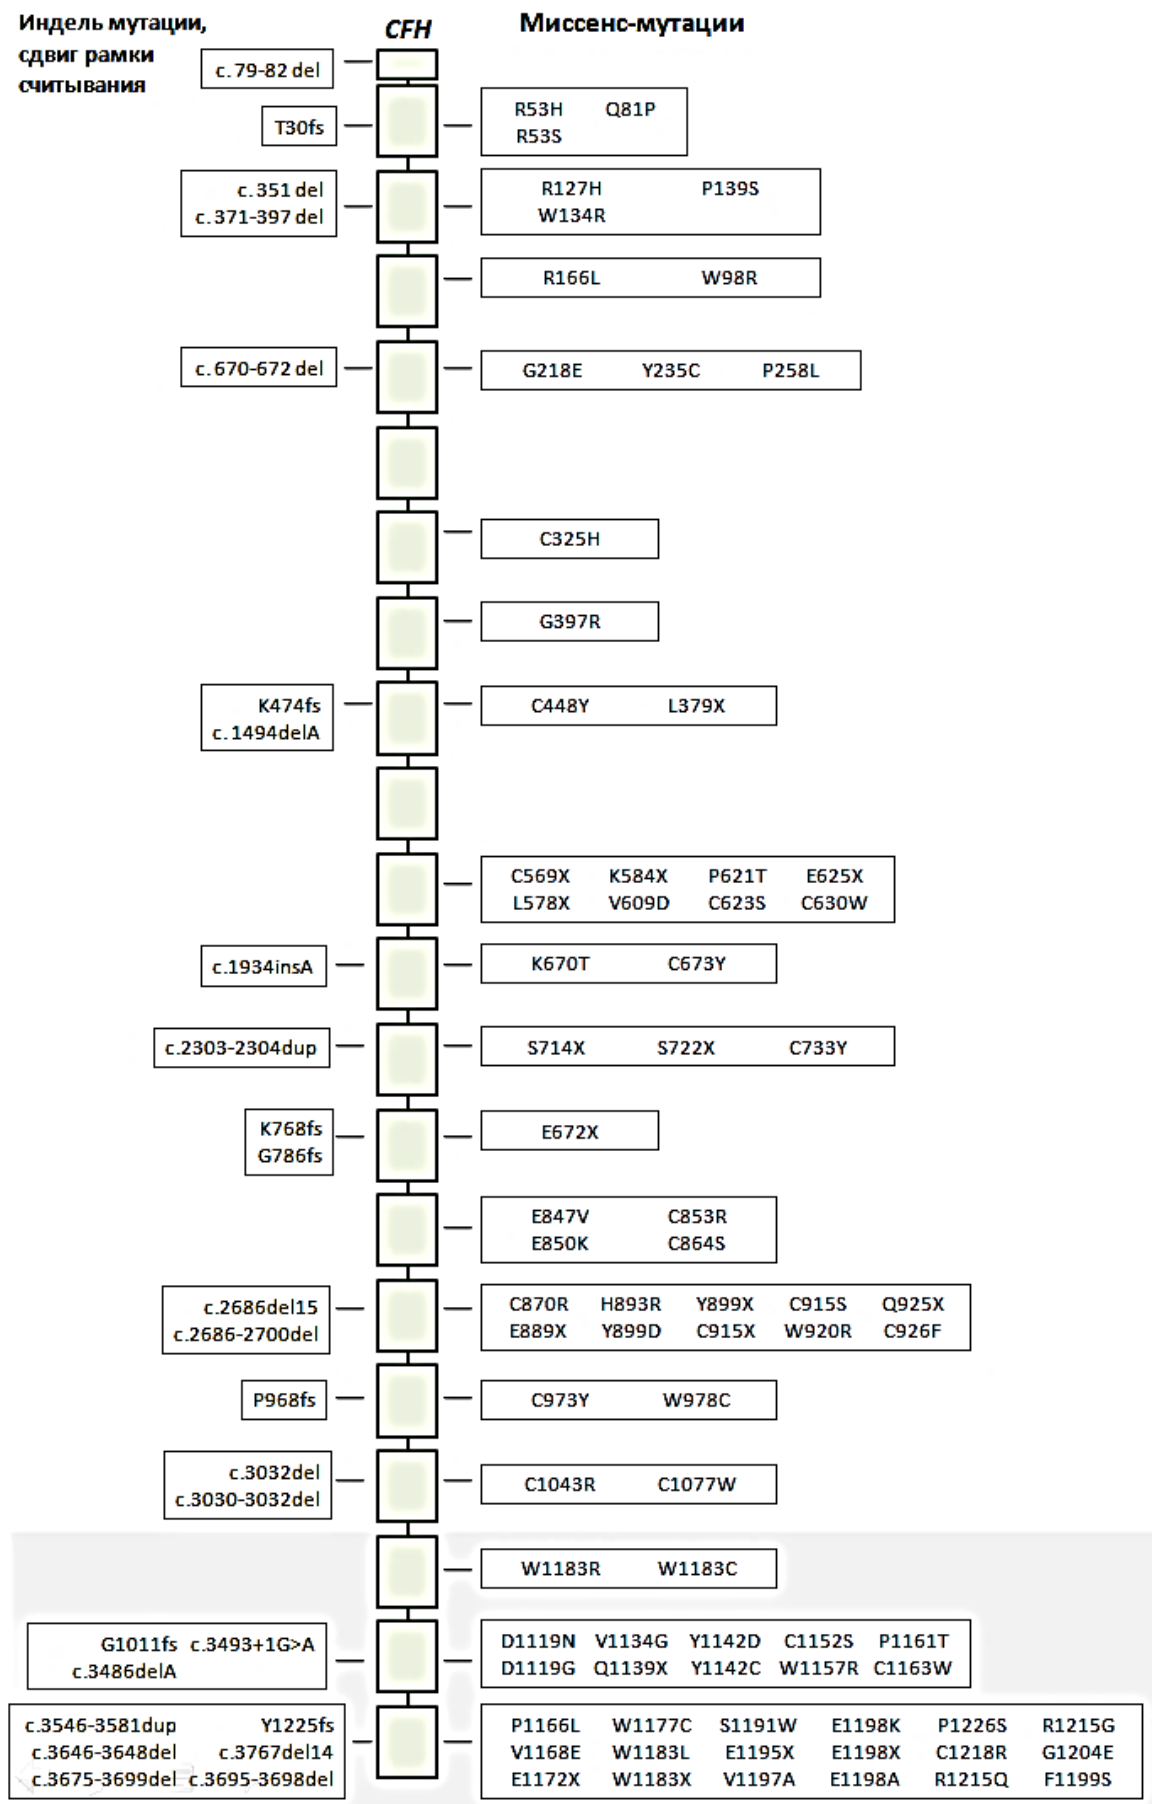 Индель мутации,
сдвиг рамки
считывания
CFH
Миссенс-мутации
c.79-82 del
T30fs
R53H Q81P
R53S
c.351 del
c.371-397 del
R127H P139S
W134R
R166L W98R
c.670-672 del
G218E Y235C P258L
C325H
G397R
K474fs
c.1494delA
C448Y L379X
C569X K584X P621T E625X
L578X V609D C623S C630W
c.1934insA
K670T C673Y
c.2303-2304dup
S714X S722X C733Y
K768fs
G786fs
E672X
E847V C853R
E850K C864S
c.2686del15
c.2686-2700del
C870R H893R Y899X C915S Q925X
E889X Y899D C915X W920R C926F
P968fs
C973Y W978C
c.3032del
c.3030-3032del
C1043R C1077W
W1183R W1183C
G1011fs c.3493+1G>A
c.3486delA
D1119N V1134G Y1142D C1152S P1161T
D1119G Q1139X Y1142C W1157R C1163W
c.3546-3581dup Y1225fs
c.3646-3648del c.3767del14
c.3675-3699del c.3695-3698del
P1166L W1177C S1191W E1198K P1226S R1215G
V1168E W1183L E1195X E1198X C1218R G1204E
E1172X W1183X V1197A E1198A R1215Q F1199S